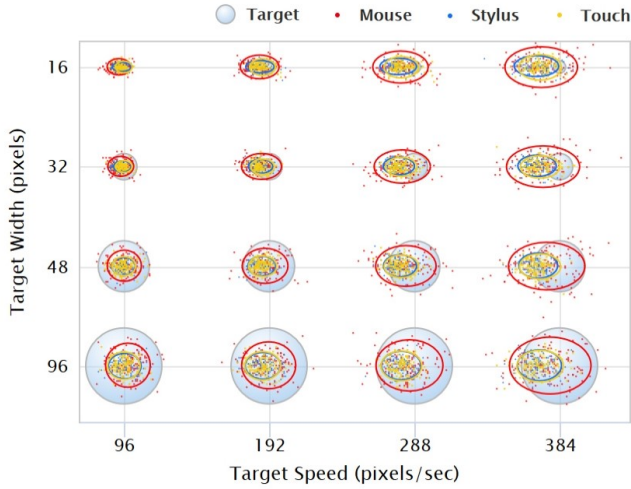 Target Mouse Stylus Touch
16
32
48
96
Target Width (pixels)
96 192 288 384
Target Speed (pixels/sec)